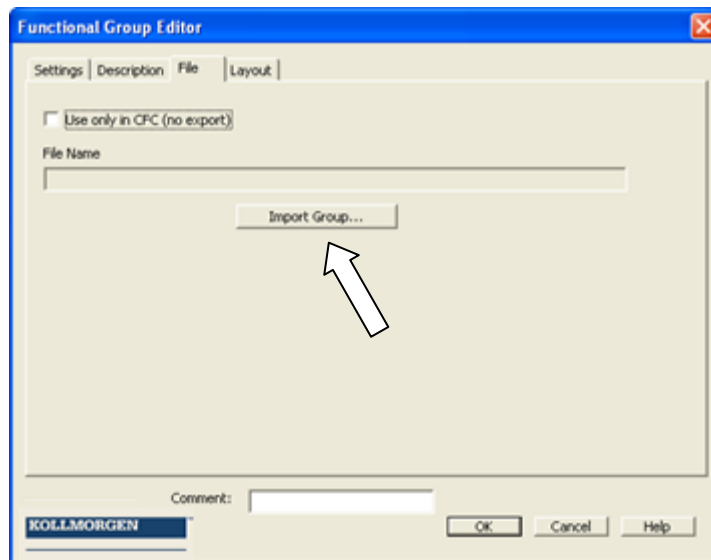 Functional Group Editor
Settings Description File Layout
Use only in CFC (no export)
File Name
Import Group...
Comment:
KOLLMORGEN
OK Cancel Help